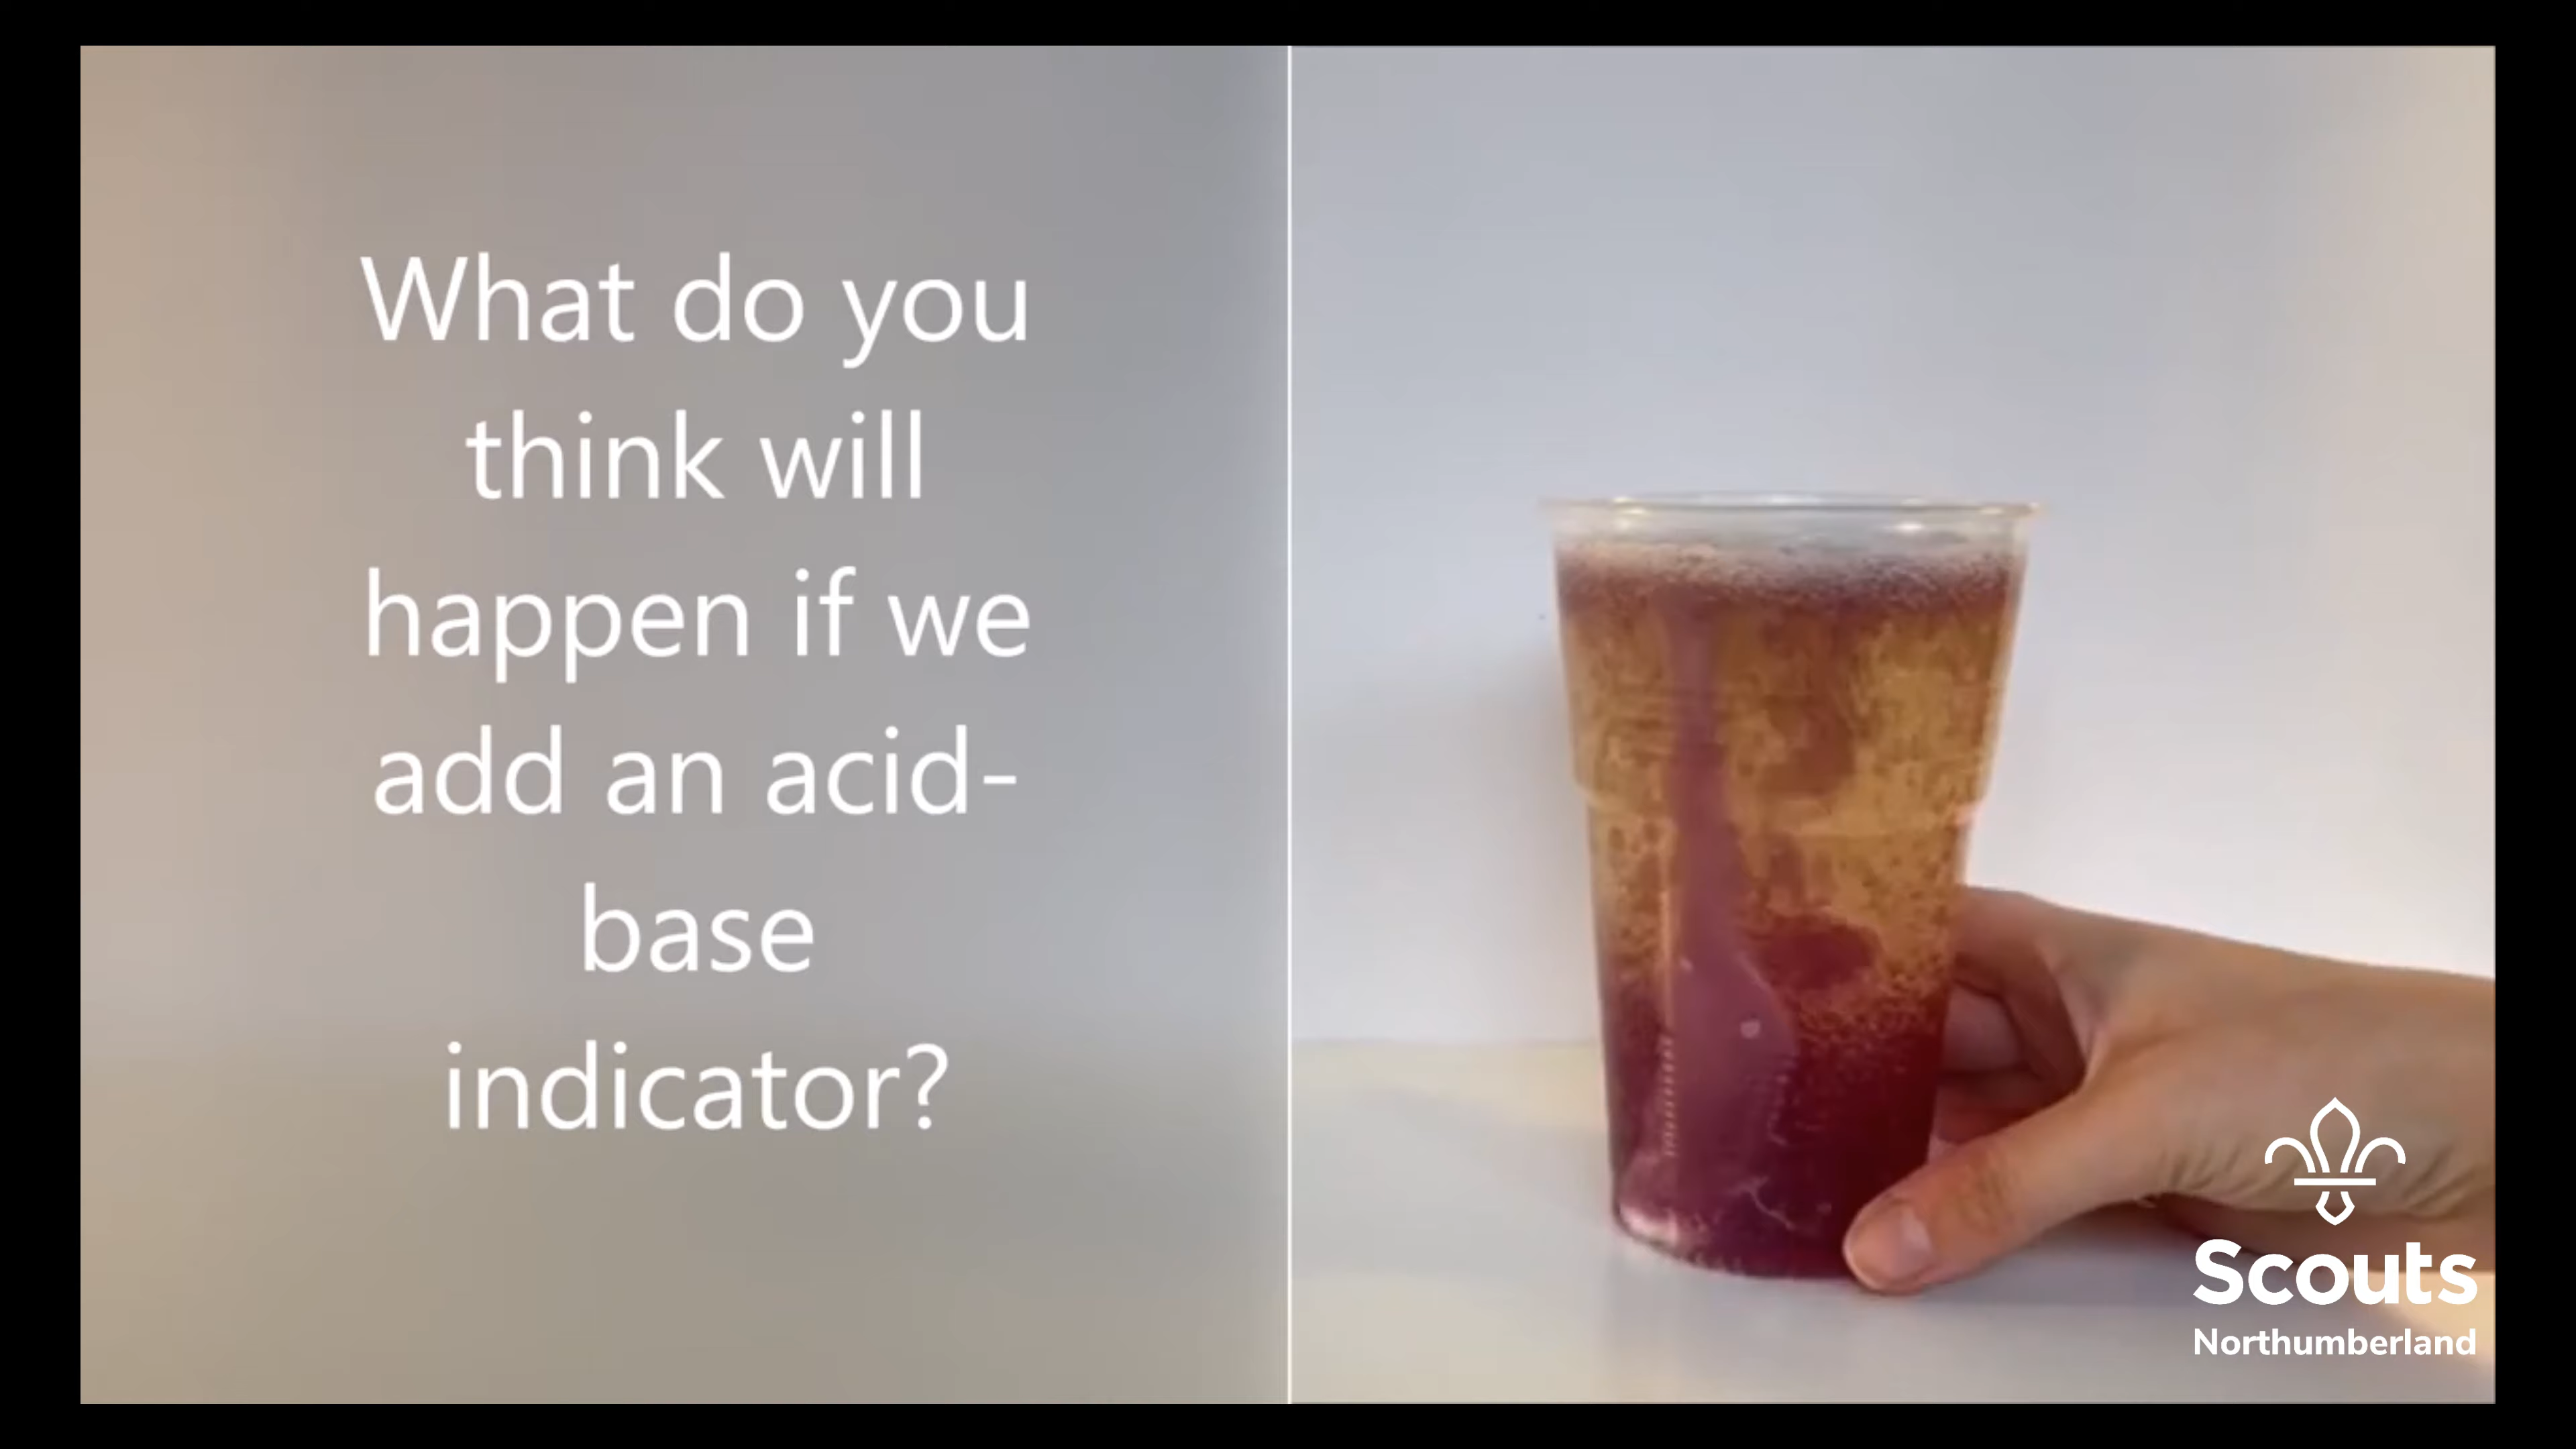 What do you
think will
happen if we
add an acid-
base
indicator?
Scouts
Northumberland